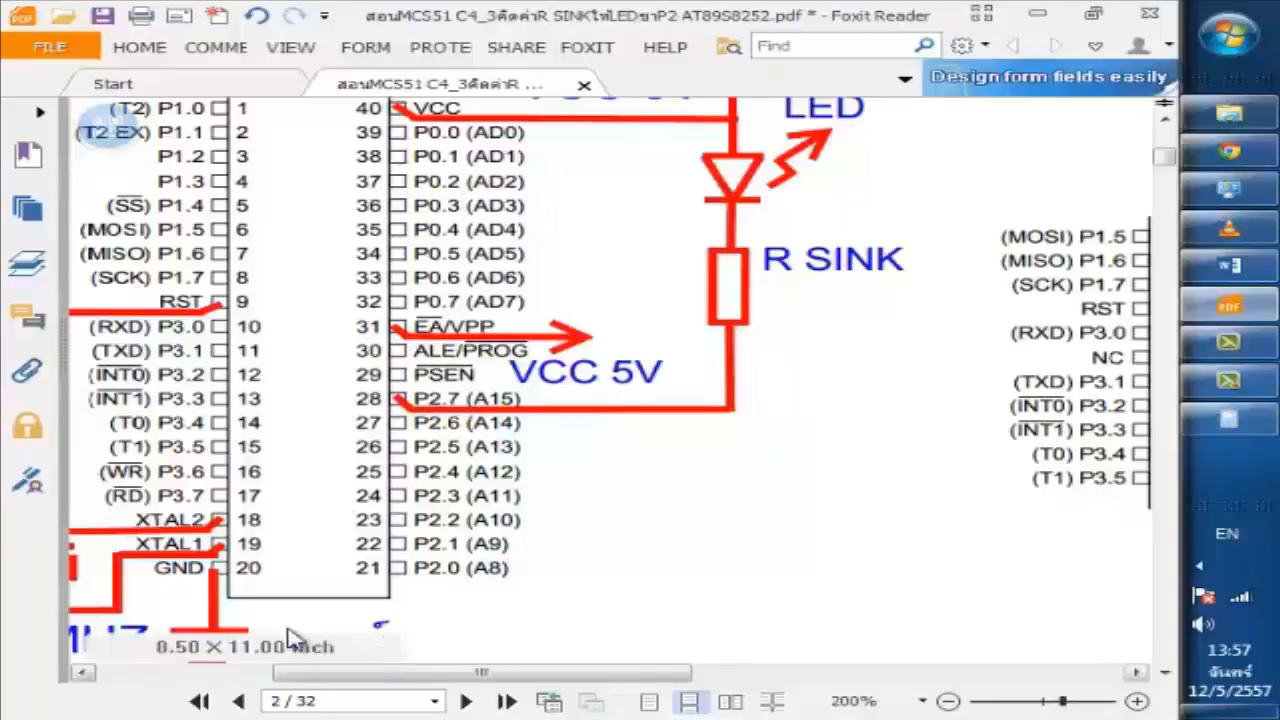 สอนMCS51 C4_3คิดค่าR SINKให้LEDขาP2 AT89S8252.pdf * - Foxit Reader
FILE HOME COMME VIEW FORM PROTE SHARE FOXIT HELP Find
Start สอนMCS51 C4_3คิดค่าR ... Design form fields easily
(T2) P1.0 1 40 VCC LED
(T2 EX) P1.1 2 39 P0.0 (AD0)
P1.2 3 38 P0.1 (AD1)
P1.3 4 37 P0.2 (AD2)
(SS) P1.4 5 36 P0.3 (AD3)
(MOSI) P1.5 6 35 P0.4 (AD4) (MOSI) P1.5
(MISO) P1.6 7 34 P0.5 (AD5) R SINK (MISO) P1.6
(SCK) P1.7 8 33 P0.6 (AD6) (SCK) P1.7
RST 9 32 P0.7 (AD7) RST
(RXD) P3.0 10 31 EA/VPP (RXD) P3.0
(TXD) P3.1 11 30 ALE/PROG NC
(INT0) P3.2 12 29 PSEN VCC 5V (TXD) P3.1
(INT1) P3.3 13 28 P2.7 (A15) (INT0) P3.2
(T0) P3.4 14 27 P2.6 (A14) (INT1) P3.3
(T1) P3.5 15 26 P2.5 (A13) (T0) P3.4
(WR) P3.6 16 25 P2.4 (A12) (T1) P3.5
(RD) P3.7 17 24 P2.3 (A11)
XTAL2 18 23 P2.2 (A10)
XTAL1 19 22 P2.1 (A9)
GND 20 21 P2.0 (A8)
8.50 X 11.00 inch
2 / 32 200%
EN
13:57
จันทร์
12/5/2557